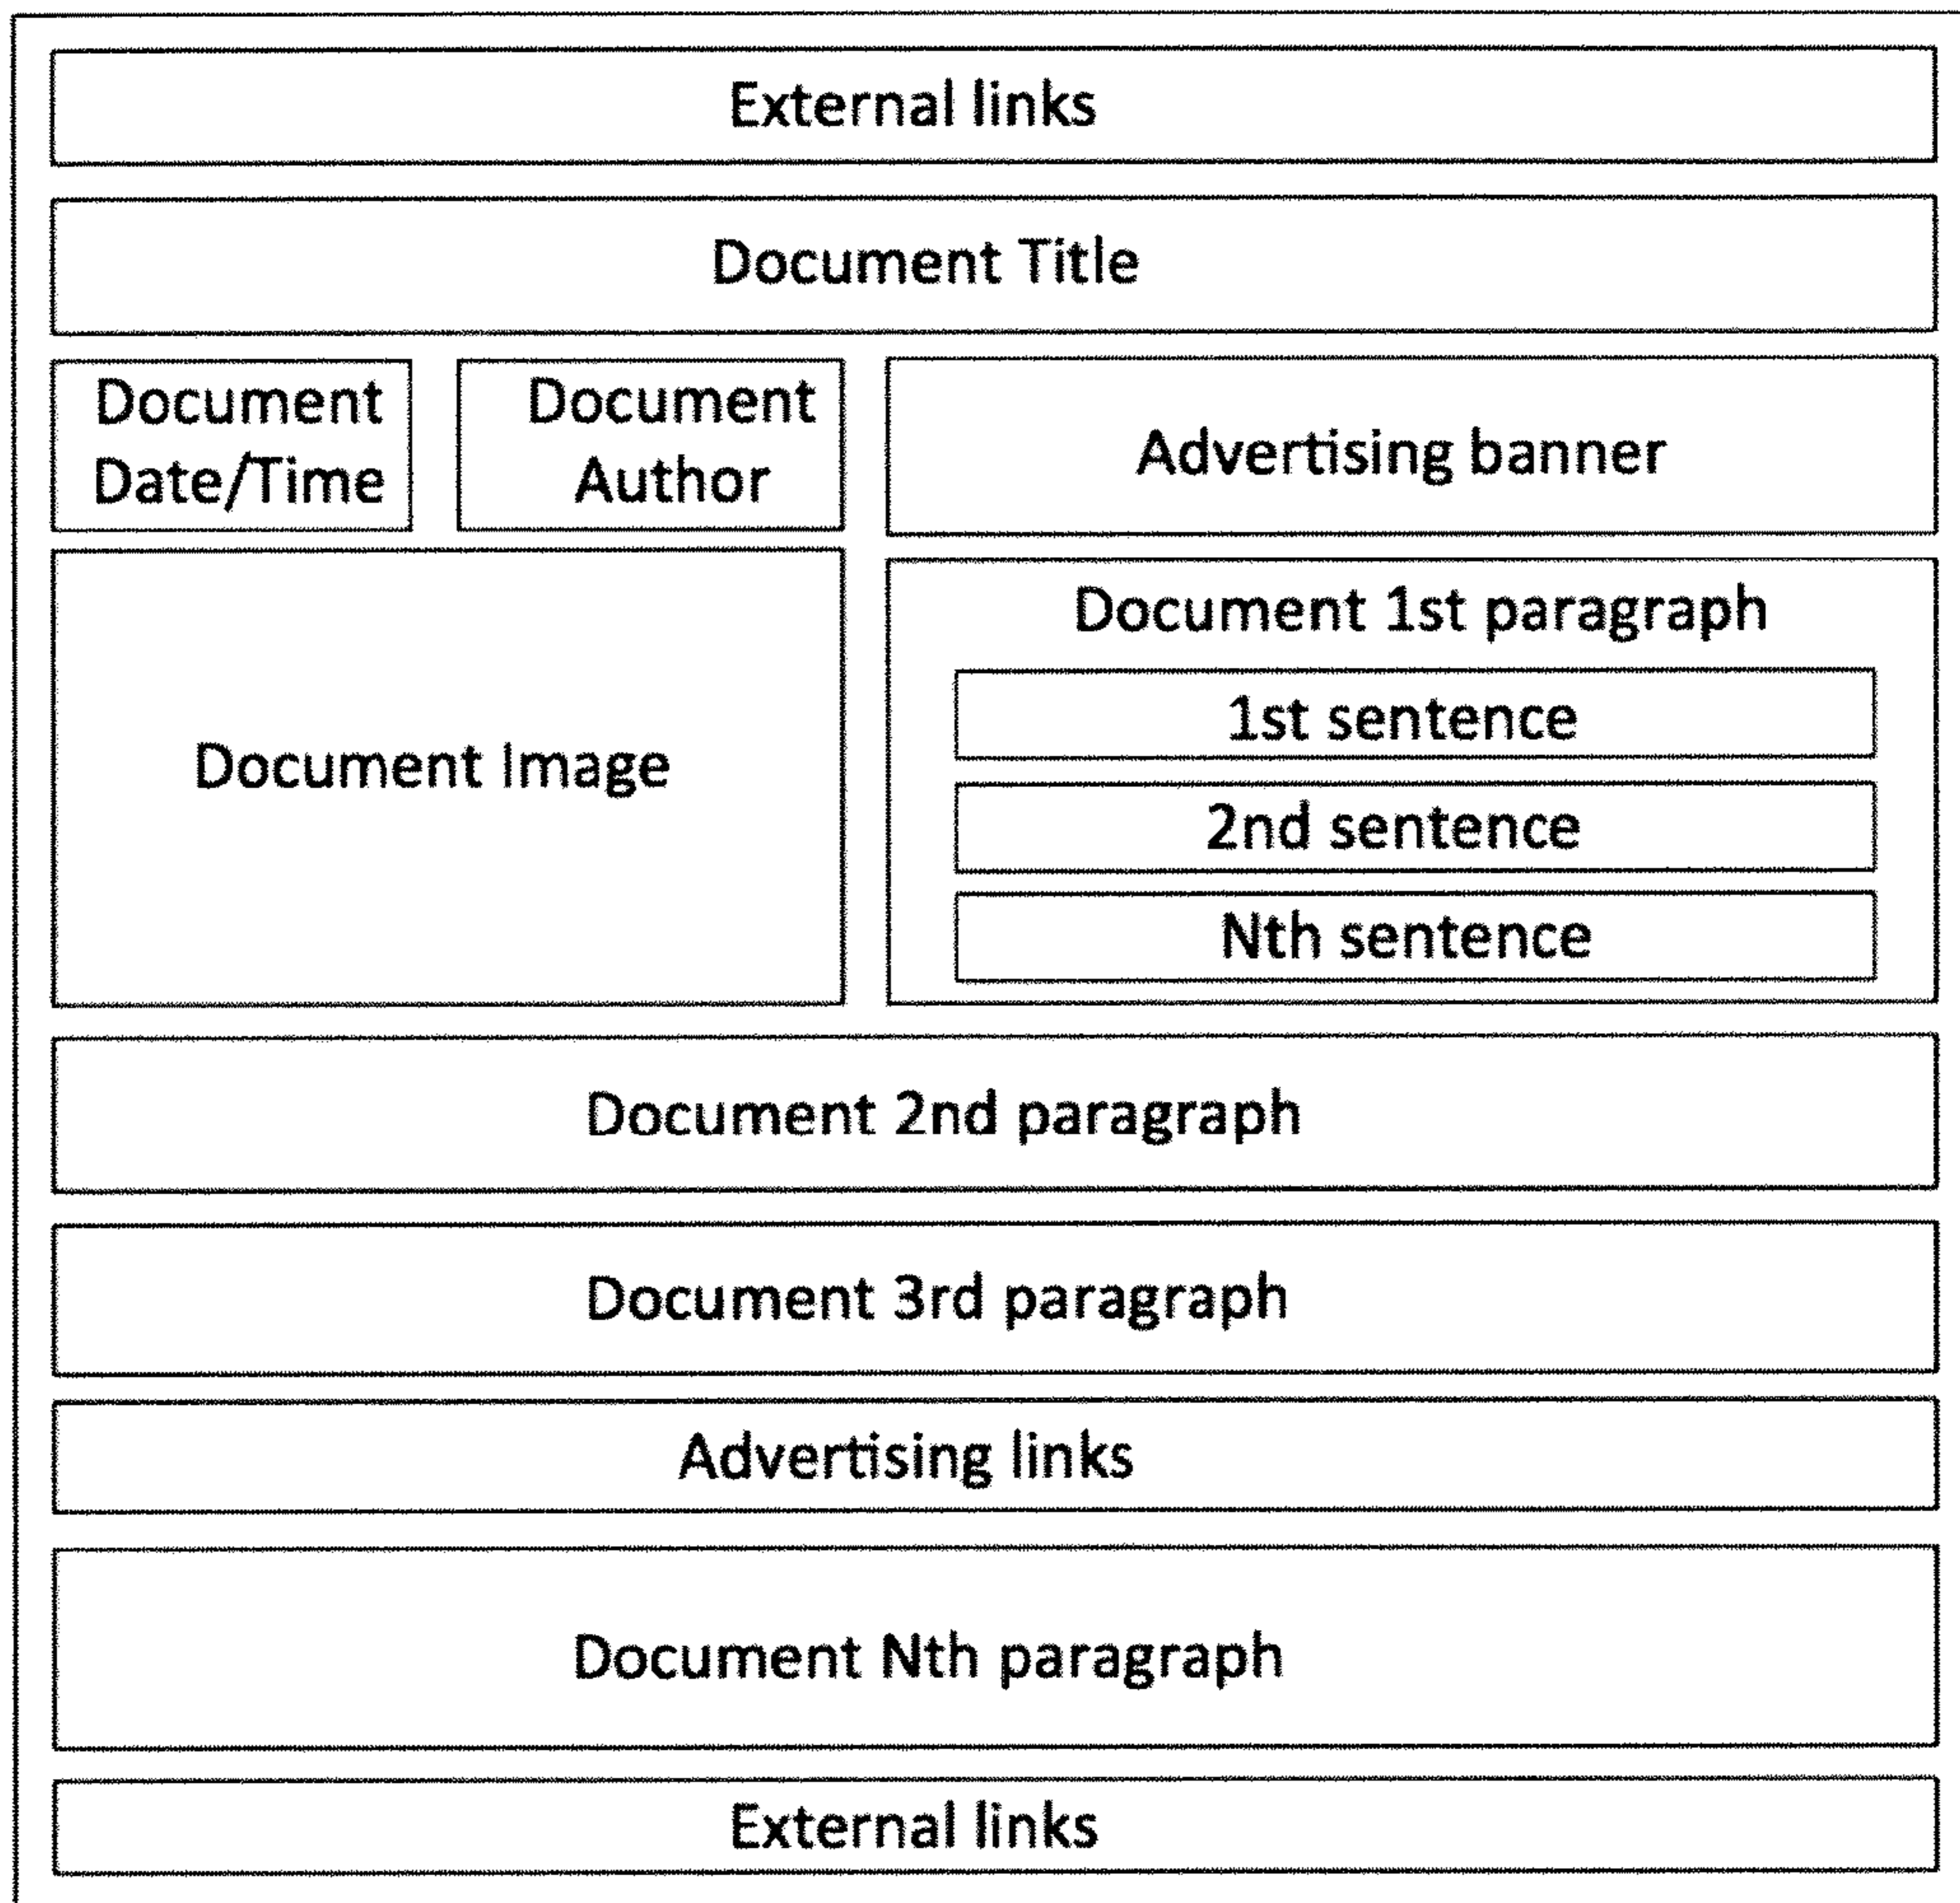 External links
Document Title
Document
Date/Time
Document
Author
Advertising banner
Document Image
Document 1st paragraph
1st sentence
2nd sentence
Nth sentence
Document 2nd paragraph
Document 3rd paragraph
Advertising links
Document Nth paragraph
External links